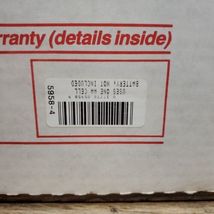 rranty (details inside)
USES ONE AA CELL
BATTERY, NOT INCLUDED
5958-4